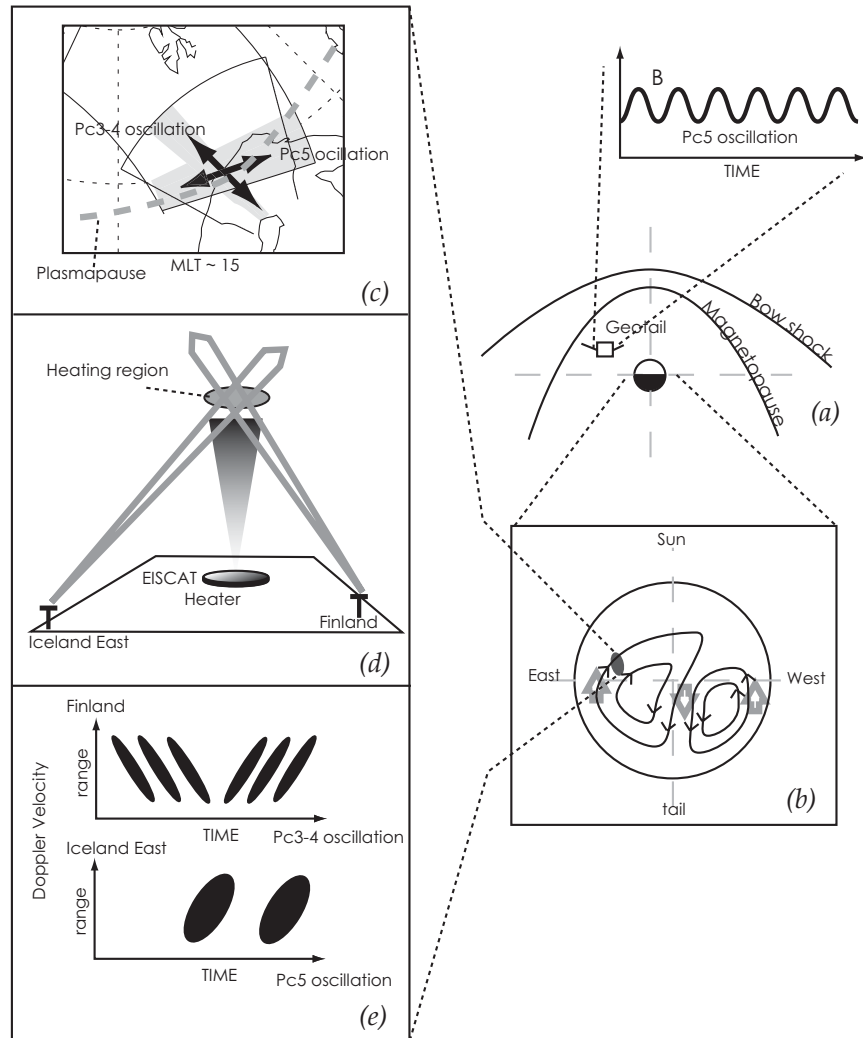 Pc3-4 oscillation
Pc5 ocillation
Plasmapause
MLT ~ 15
(c)
Heating region
EISCAT
Heater
Iceland East
Finland
(d)
Finland
range
TIME
Pc3-4 oscillation
Doppler Velocity
Iceland East
range
TIME
Pc5 oscillation
(e)
B
Pc5 oscillation
TIME
Geotail
Bow shock
Magnetopause
(a)
Sun
East
West
tail
(b)